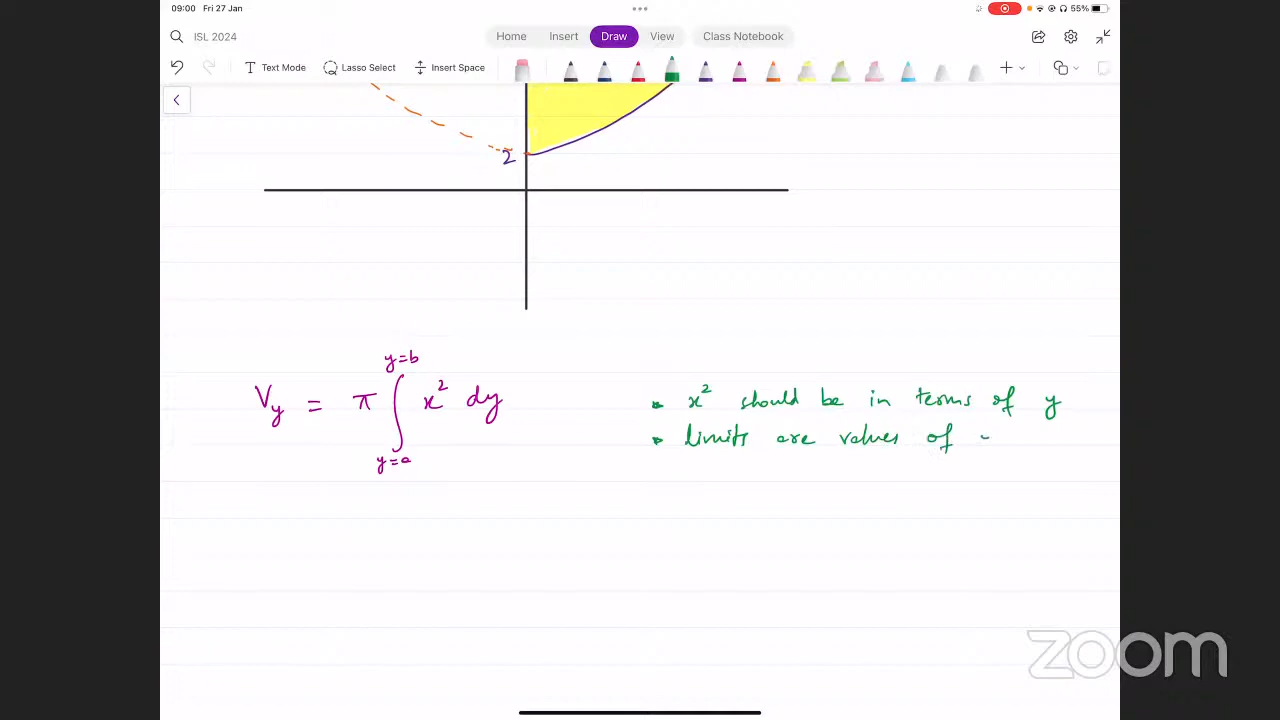 09:00 Fri 27 Jan
55%
ISL 2024
Home Insert Draw View Class Notebook
Text Mode Lasso Select Insert Space
2
y=b
V_y = π ∫ x² dy
y=a
• x² should be in terms of y
• limits are values of
zoom